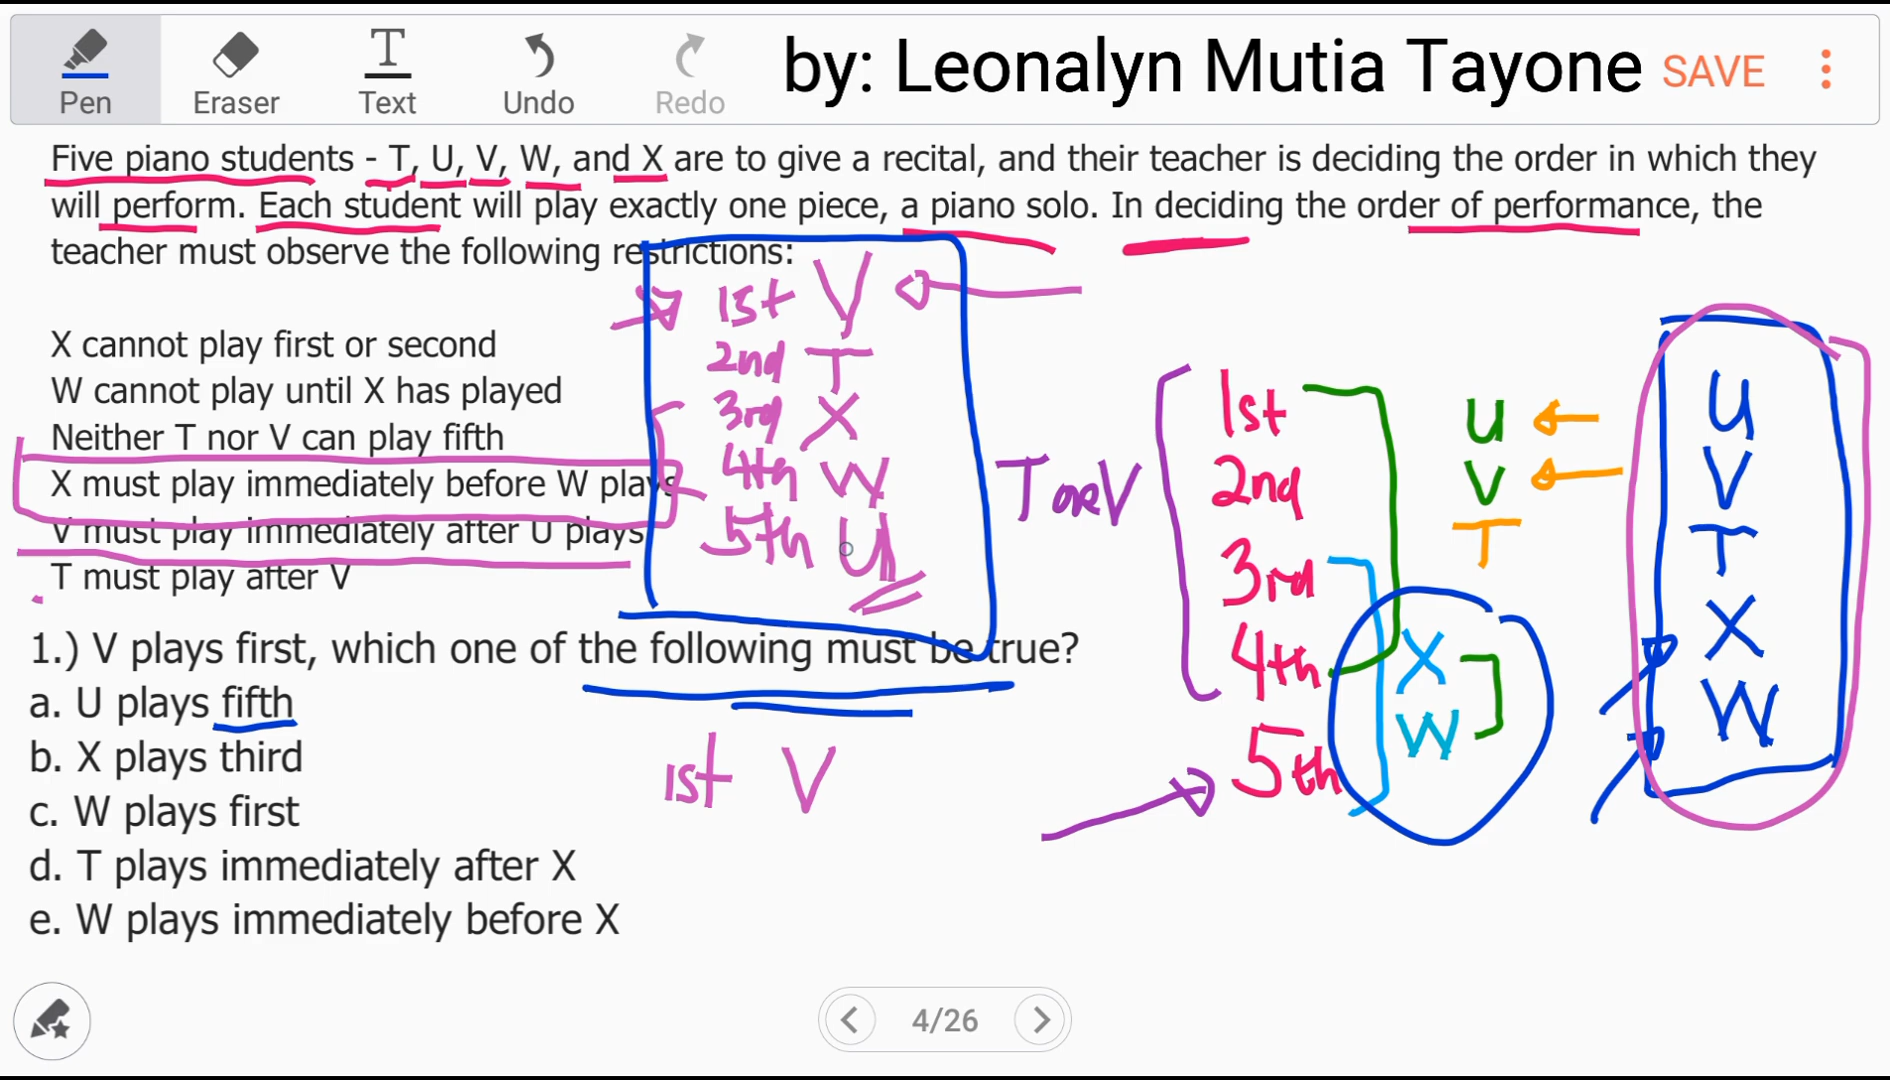 Pen Eraser Text Undo Redo by: Leonalyn Mutia Tayone SAVE
Five piano students - T, U, V, W, and X are to give a recital, and their teacher is deciding the order in which they
will perform. Each student will play exactly one piece, a piano solo. In deciding the order of performance, the
teacher must observe the following restrictions:
X cannot play first or second
W cannot play until X has played
Neither T nor V can play fifth
X must play immediately before W plays
V must play immediately after U plays
T must play after V
1st V
2nd T
3rd X
4th W
5th U
T or V
1st
2nd
3rd
4th
5th
U
V
T
X
W
U
V
T
X
W
1.) V plays first, which one of the following must be true?
a. U plays fifth
b. X plays third
c. W plays first
d. T plays immediately after X
e. W plays immediately before X
1st V
4/26